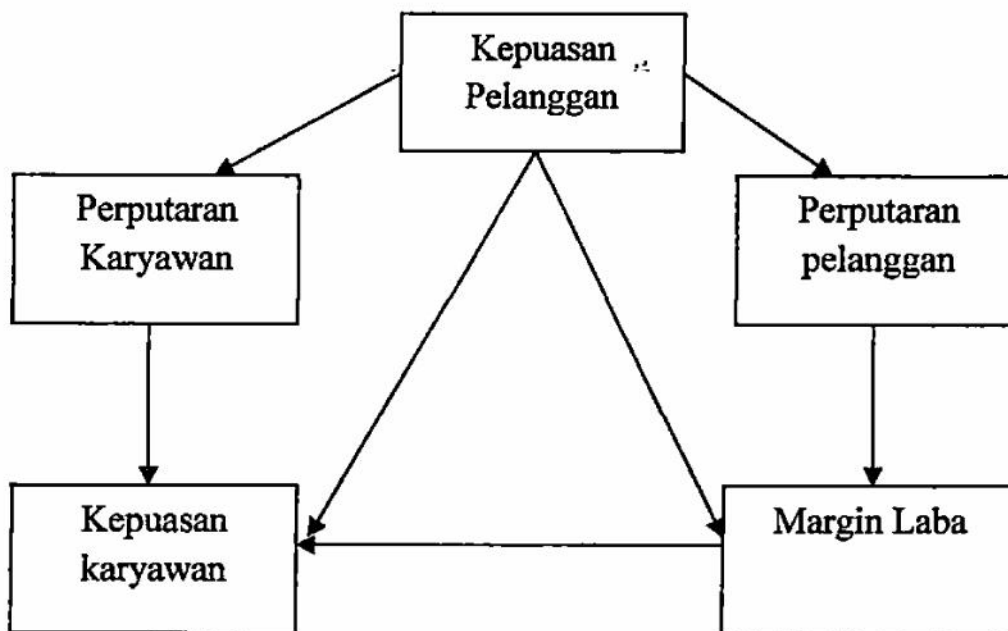 Kepuasan
Pelanggan
Perputaran
Karyawan
Perputaran
pelanggan
Kepuasan
karyawan
Margin Laba